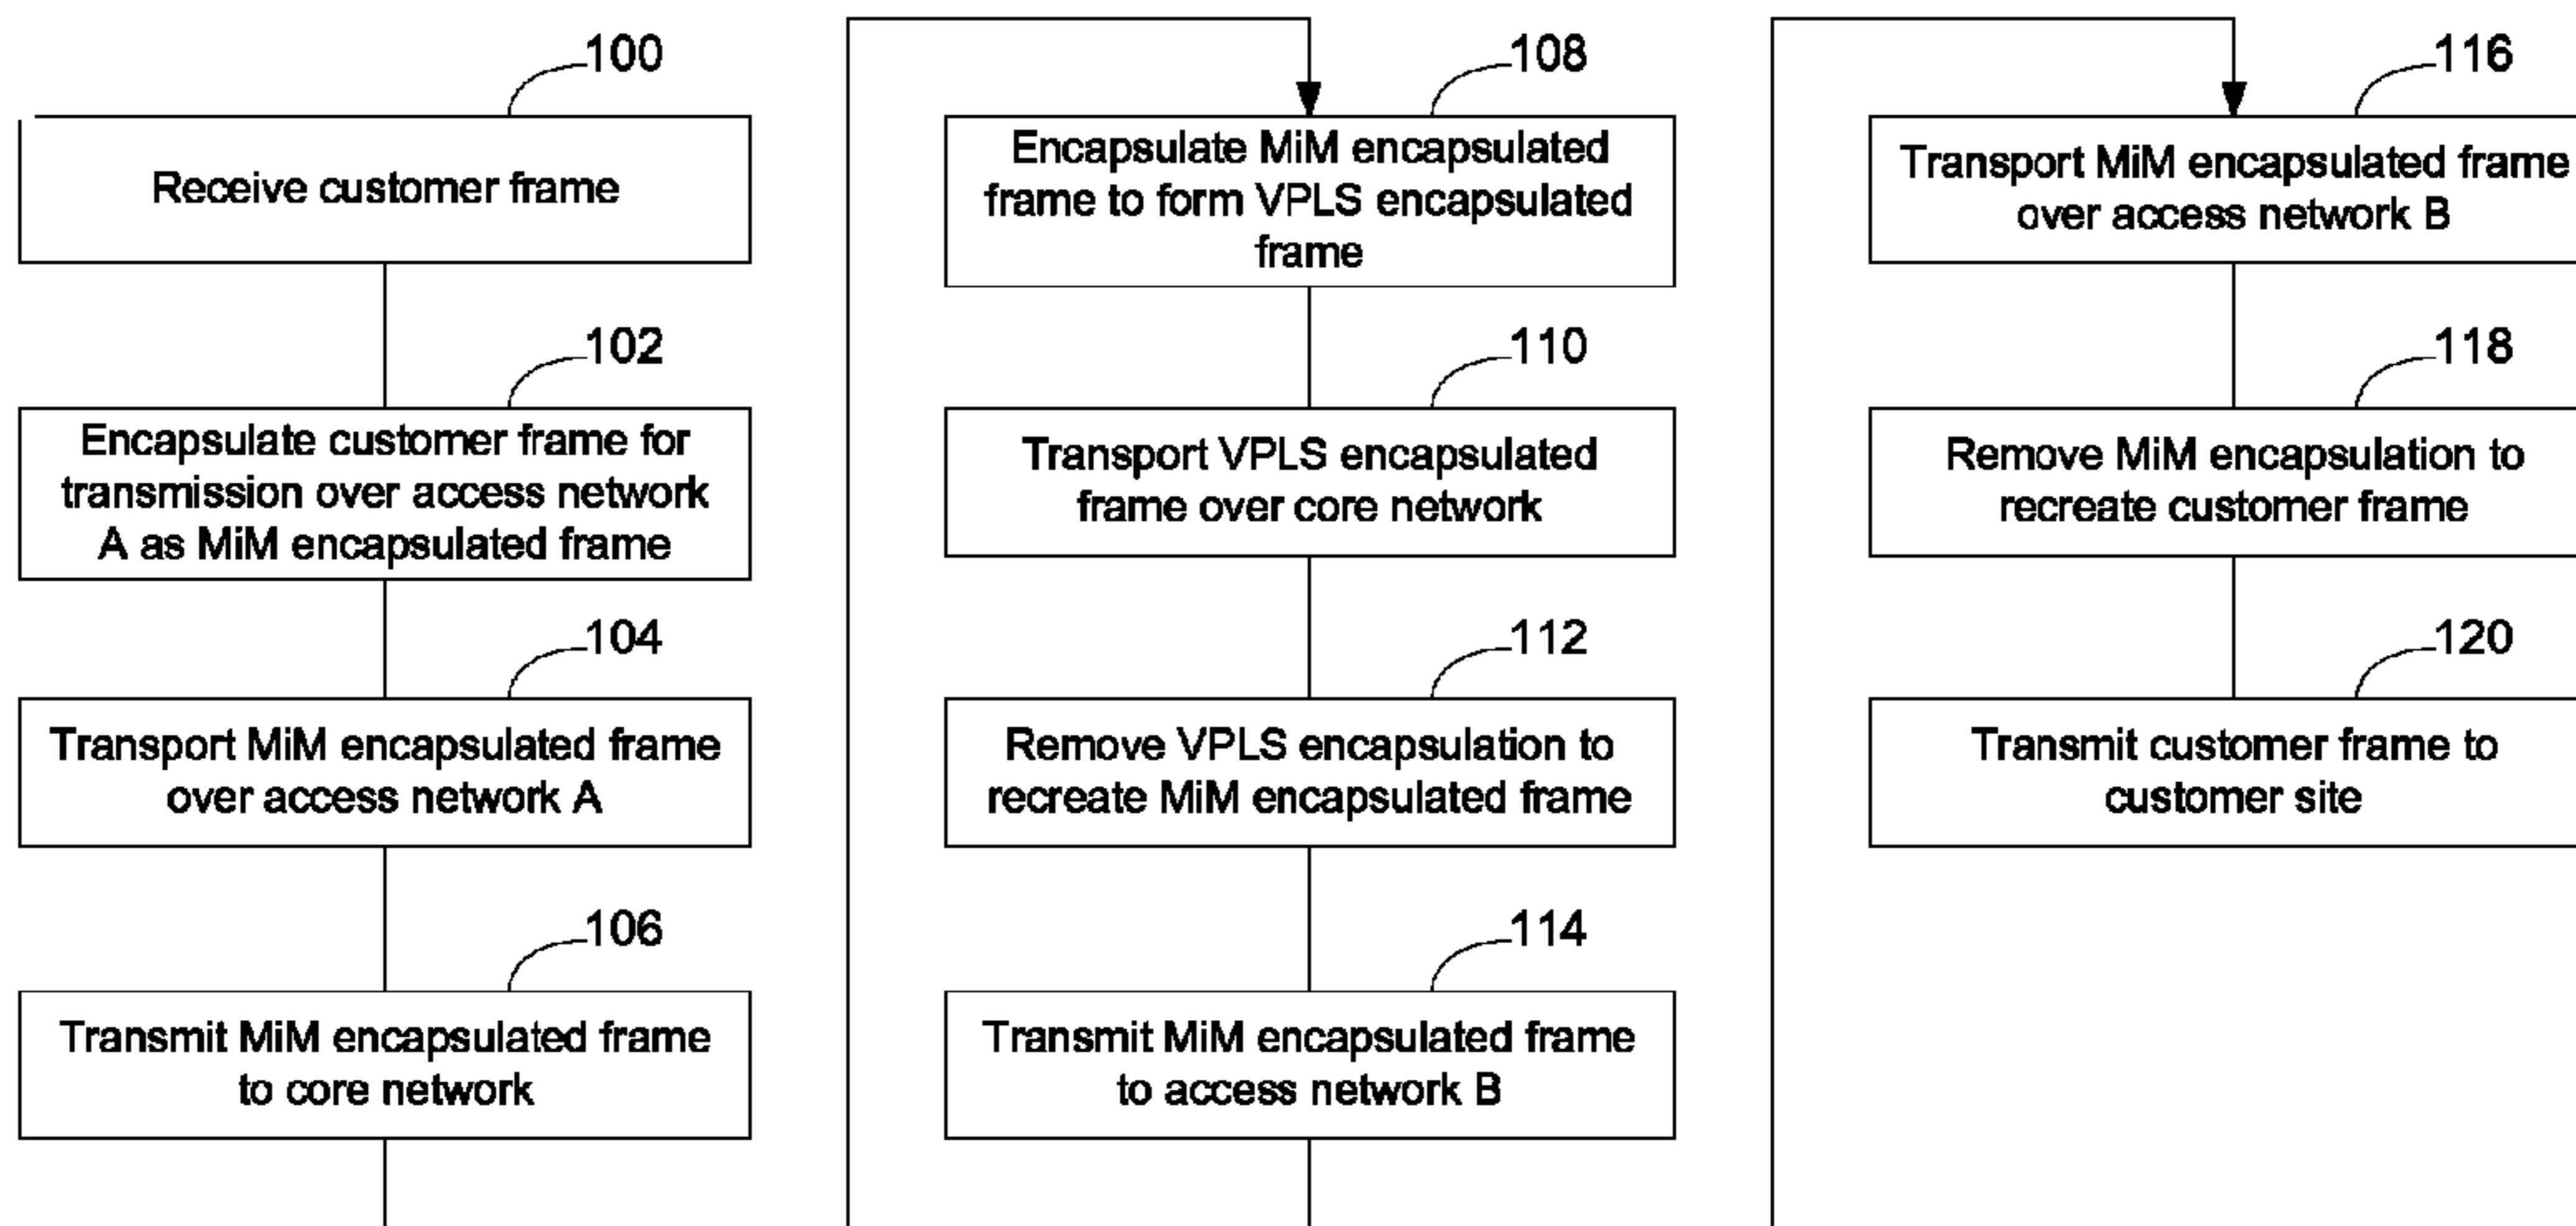 100
Receive customer frame
102
Encapsulate customer frame for
transmission over access network
A as MiM encapsulated frame
104
Transport MiM encapsulated frame
over access network A
106
Transmit MiM encapsulated frame
to core network
108
Encapsulate MiM encapsulated
frame to form VPLS encapsulated
frame
110
Transport VPLS encapsulated
frame over core network
112
Remove VPLS encapsulation to
recreate MiM encapsulated frame
114
Transmit MiM encapsulated frame
to access network B
116
Transport MiM encapsulated frame
over access network B
118
Remove MiM encapsulation to
recreate customer frame
120
Transmit customer frame to
customer site